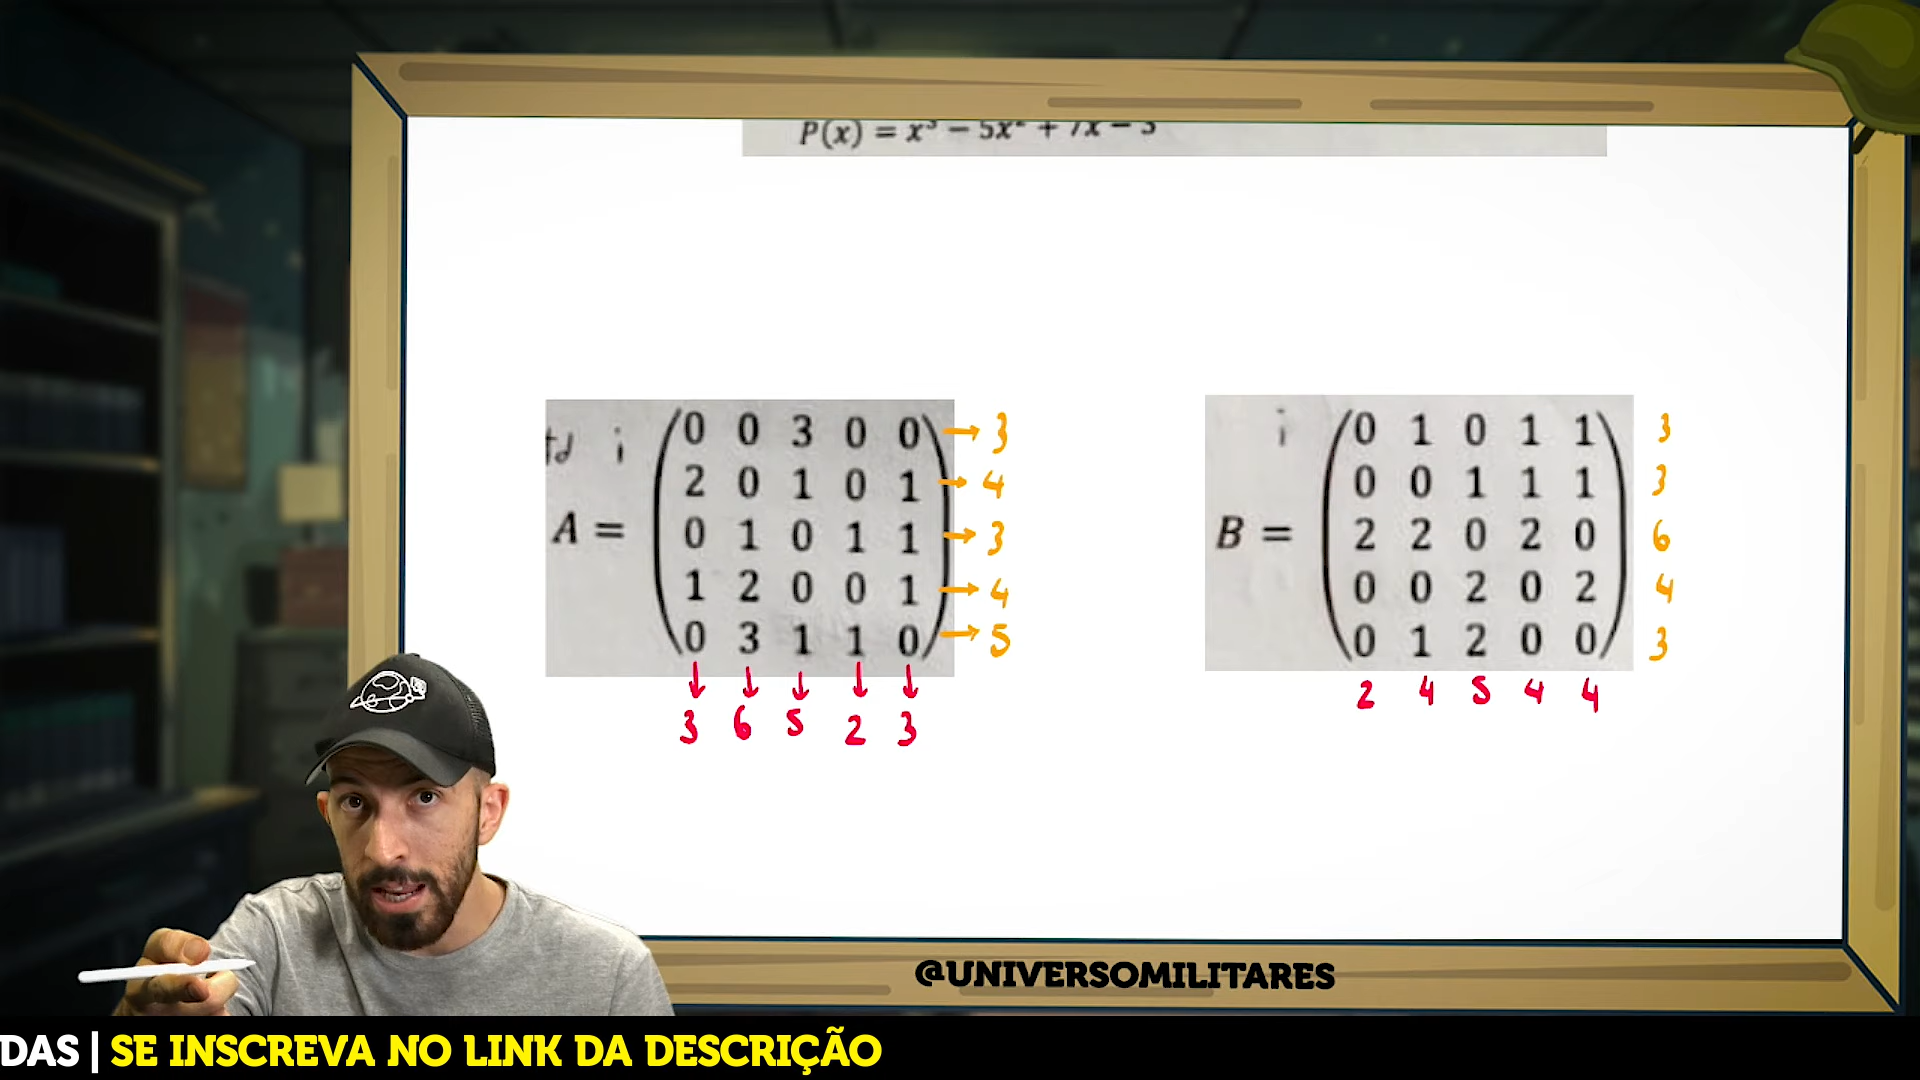 P(x) = x³ − 5x² + 7x − 3
A =
0 0 3 0 0 → 3
2 0 1 0 1 → 4
0 1 0 1 1 → 3
1 2 0 0 1 → 4
0 3 1 1 0 → 5
↓ ↓ ↓ ↓ ↓
3 6 5 2 3
B =
0 1 0 1 1 3
0 0 1 1 1 3
2 2 0 2 0 6
0 0 2 0 2 4
0 1 2 0 0 3
2 4 5 4 4
@UNIVERSOMILITARES
DAS | SE INSCREVA NO LINK DA DESCRIÇÃO